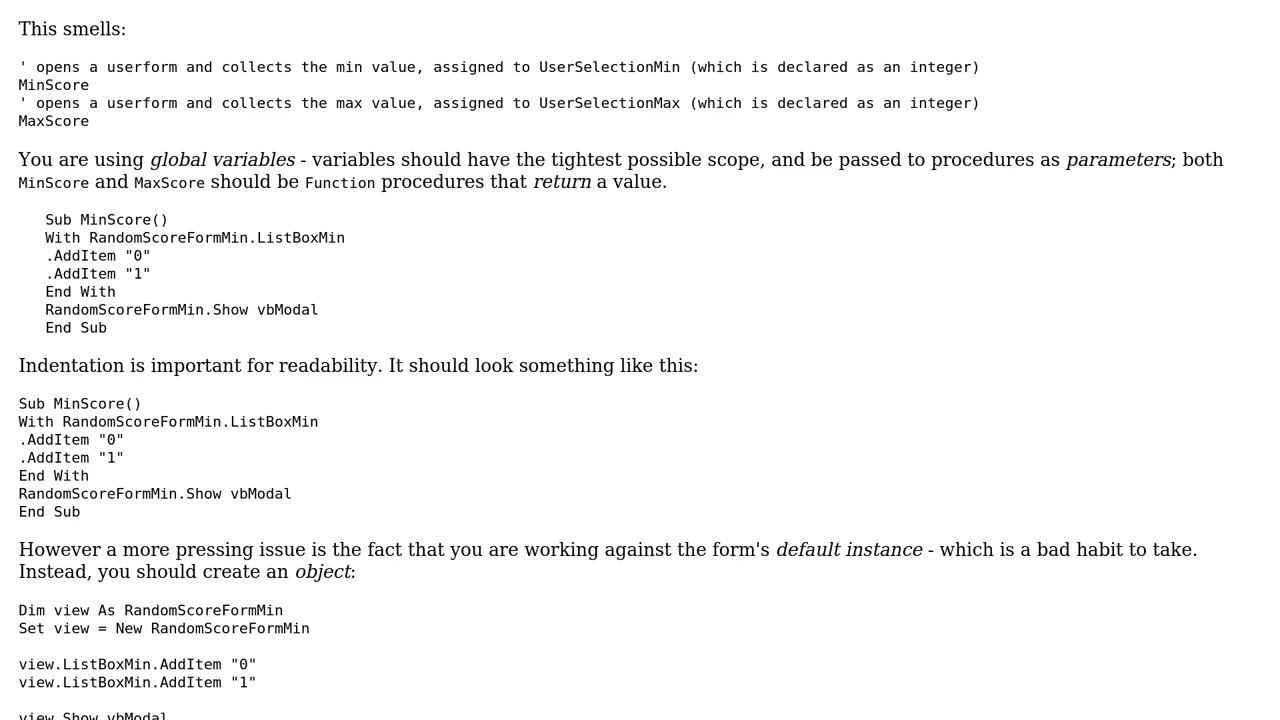 This smells:
' opens a userform and collects the min value, assigned to UserSelectionMin (which is declared as an integer)
MinScore
' opens a userform and collects the max value, assigned to UserSelectionMax (which is declared as an integer)
MaxScore
You are using global variables - variables should have the tightest possible scope, and be passed to procedures as parameters; both
MinScore and MaxScore should be Function procedures that return a value.
Sub MinScore()
With RandomScoreFormMin.ListBoxMin
.AddItem "0"
.AddItem "1"
End With
RandomScoreFormMin.Show vbModal
End Sub
Indentation is important for readability. It should look something like this:
Sub MinScore()
With RandomScoreFormMin.ListBoxMin
.AddItem "0"
.AddItem "1"
End With
RandomScoreFormMin.Show vbModal
End Sub
However a more pressing issue is the fact that you are working against the form's default instance - which is a bad habit to take.
Instead, you should create an object:
Dim view As RandomScoreFormMin
Set view = New RandomScoreFormMin
view.ListBoxMin.AddItem "0"
view.ListBoxMin.AddItem "1"
view.Show vbModal